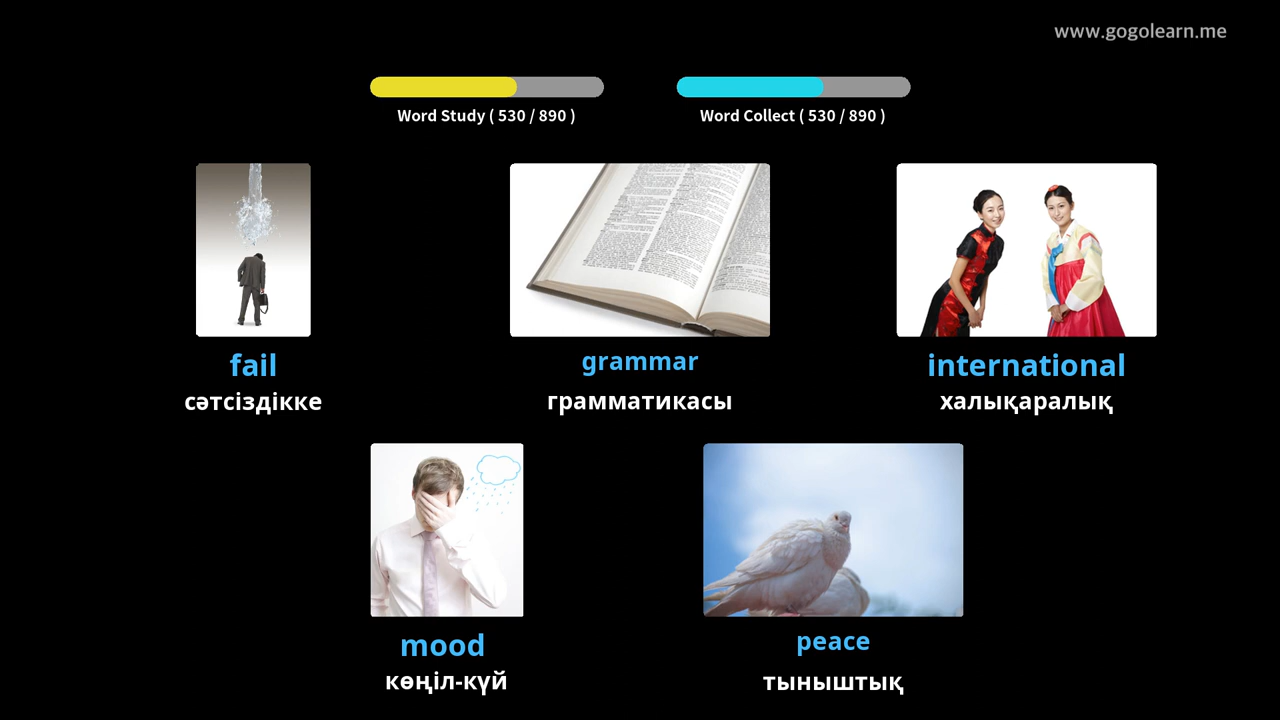 www.gogolearn.me
Word Study ( 530 / 890 )
Word Collect ( 530 / 890 )
fail
сәтсіздікке
grammar
грамматикасы
international
халықаралық
mood
көңіл-күй
peace
тыныштық